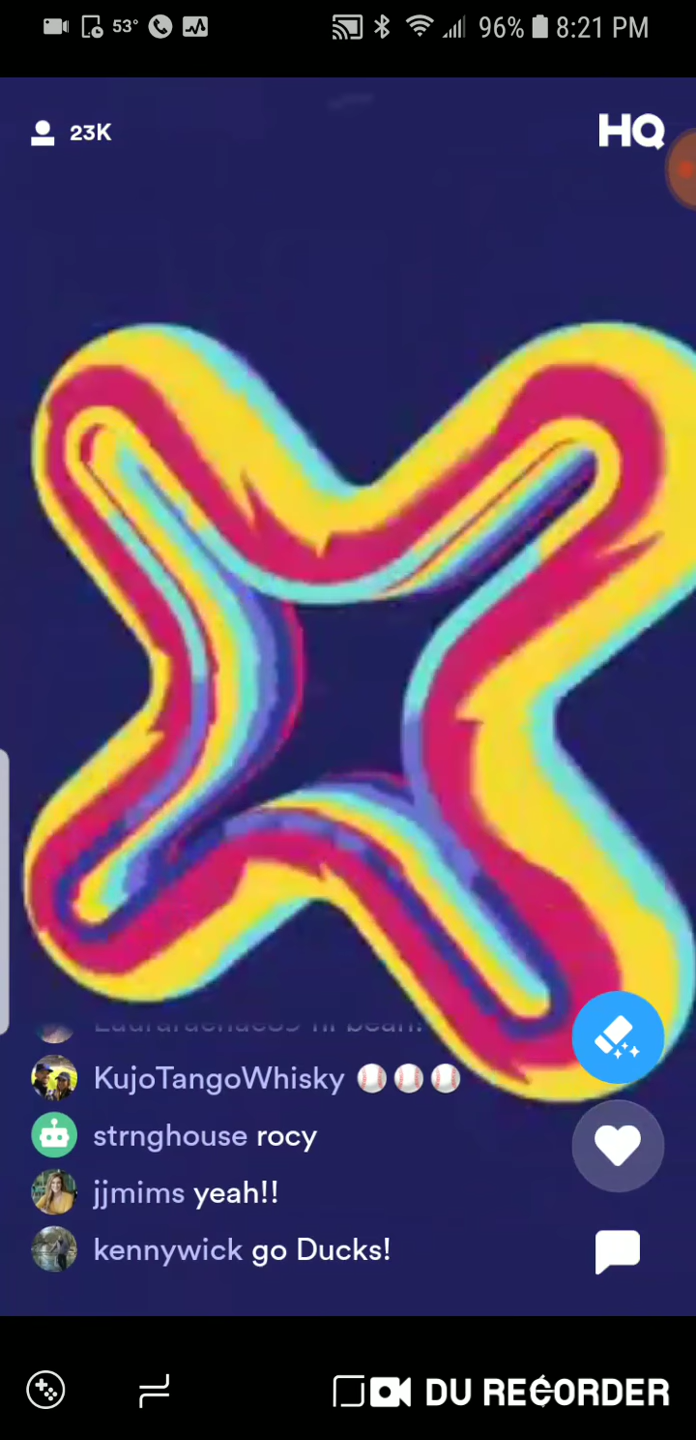 53° 96% 8:21 PM
23K HQ
KujoTangoWhisky
strnghouse rocy
jjmims yeah!!
kennywick go Ducks!
DU RECORDER